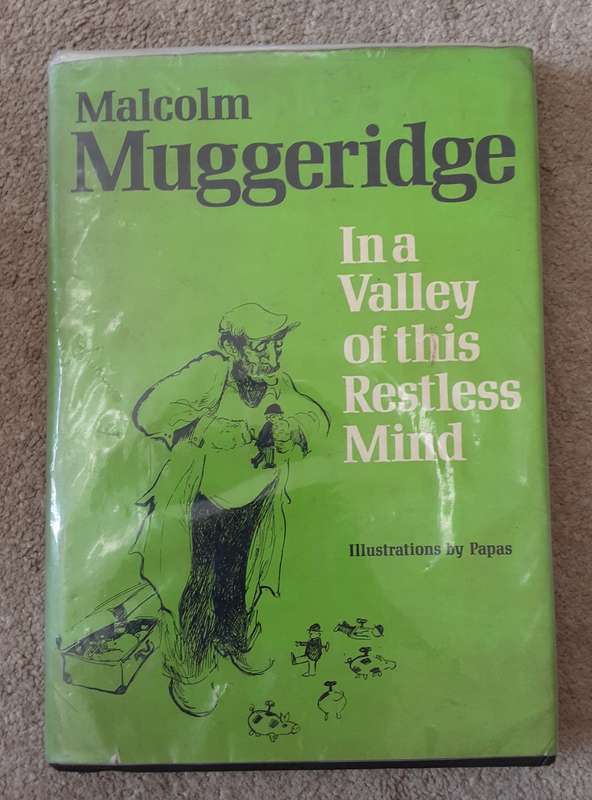 Malcolm
Muggeridge
In a
Valley
of this
Restless
Mind
Illustrations by Papas